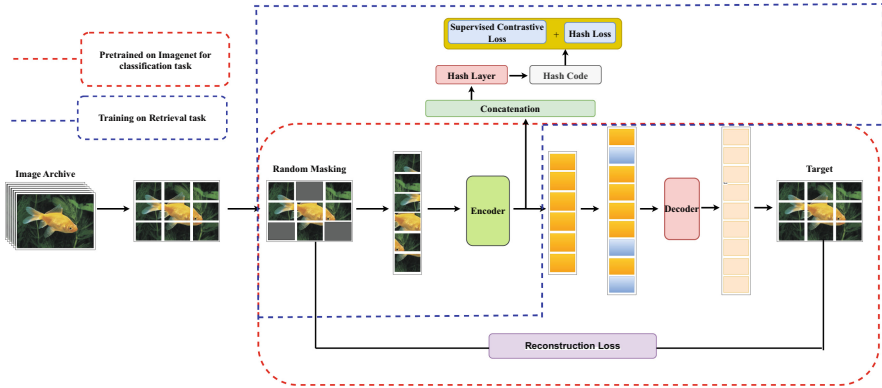 Pretrained on Imagenet for
classification task
Training on Retrieval task
Supervised Contrastive
Loss
+
Hash Loss
Hash Layer
Hash Code
Concatenation
Image Archive
Random Masking
Encoder
Decoder
Target
Reconstruction Loss